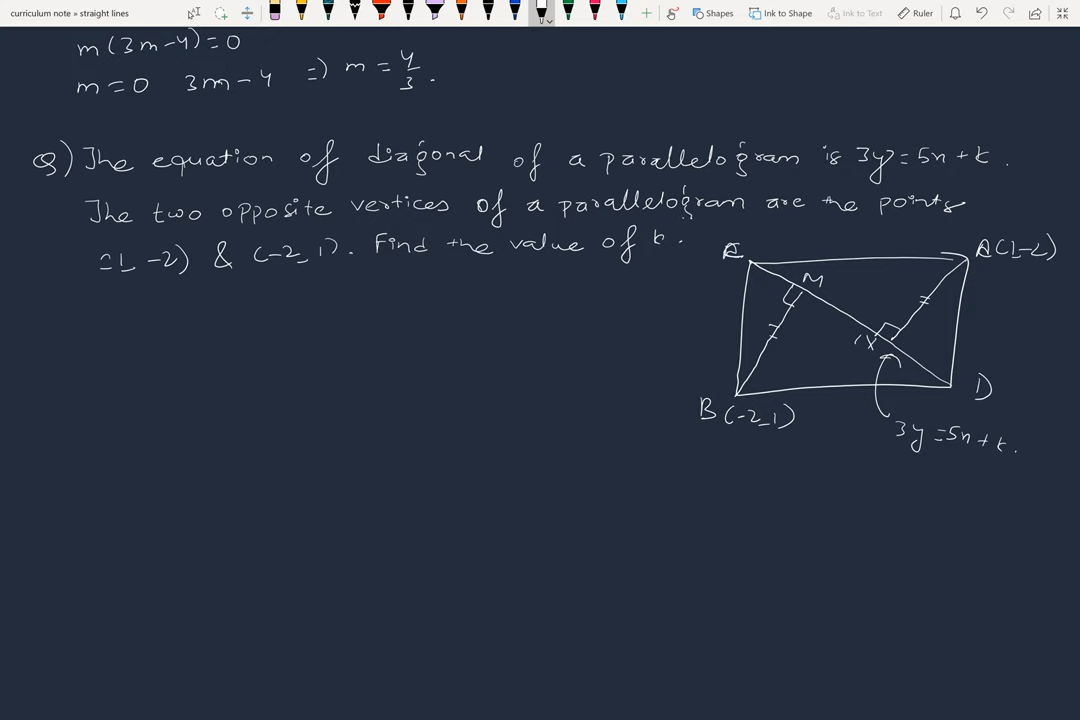 curriculum note » straight lines
Shapes Ink to Shape Ink to Text Ruler
m(3m-4)=0
m=0 3m-4 => m=4/3.
Q) The equation of diagonal of a parallelogram is 3y=5x+k.
The two opposite vertices of a parallelogram are the points
(1, -2) & (-2, 1). Find the value of k.
A(1,-2)
M
B(-2,1)
D
3y=5x+k.